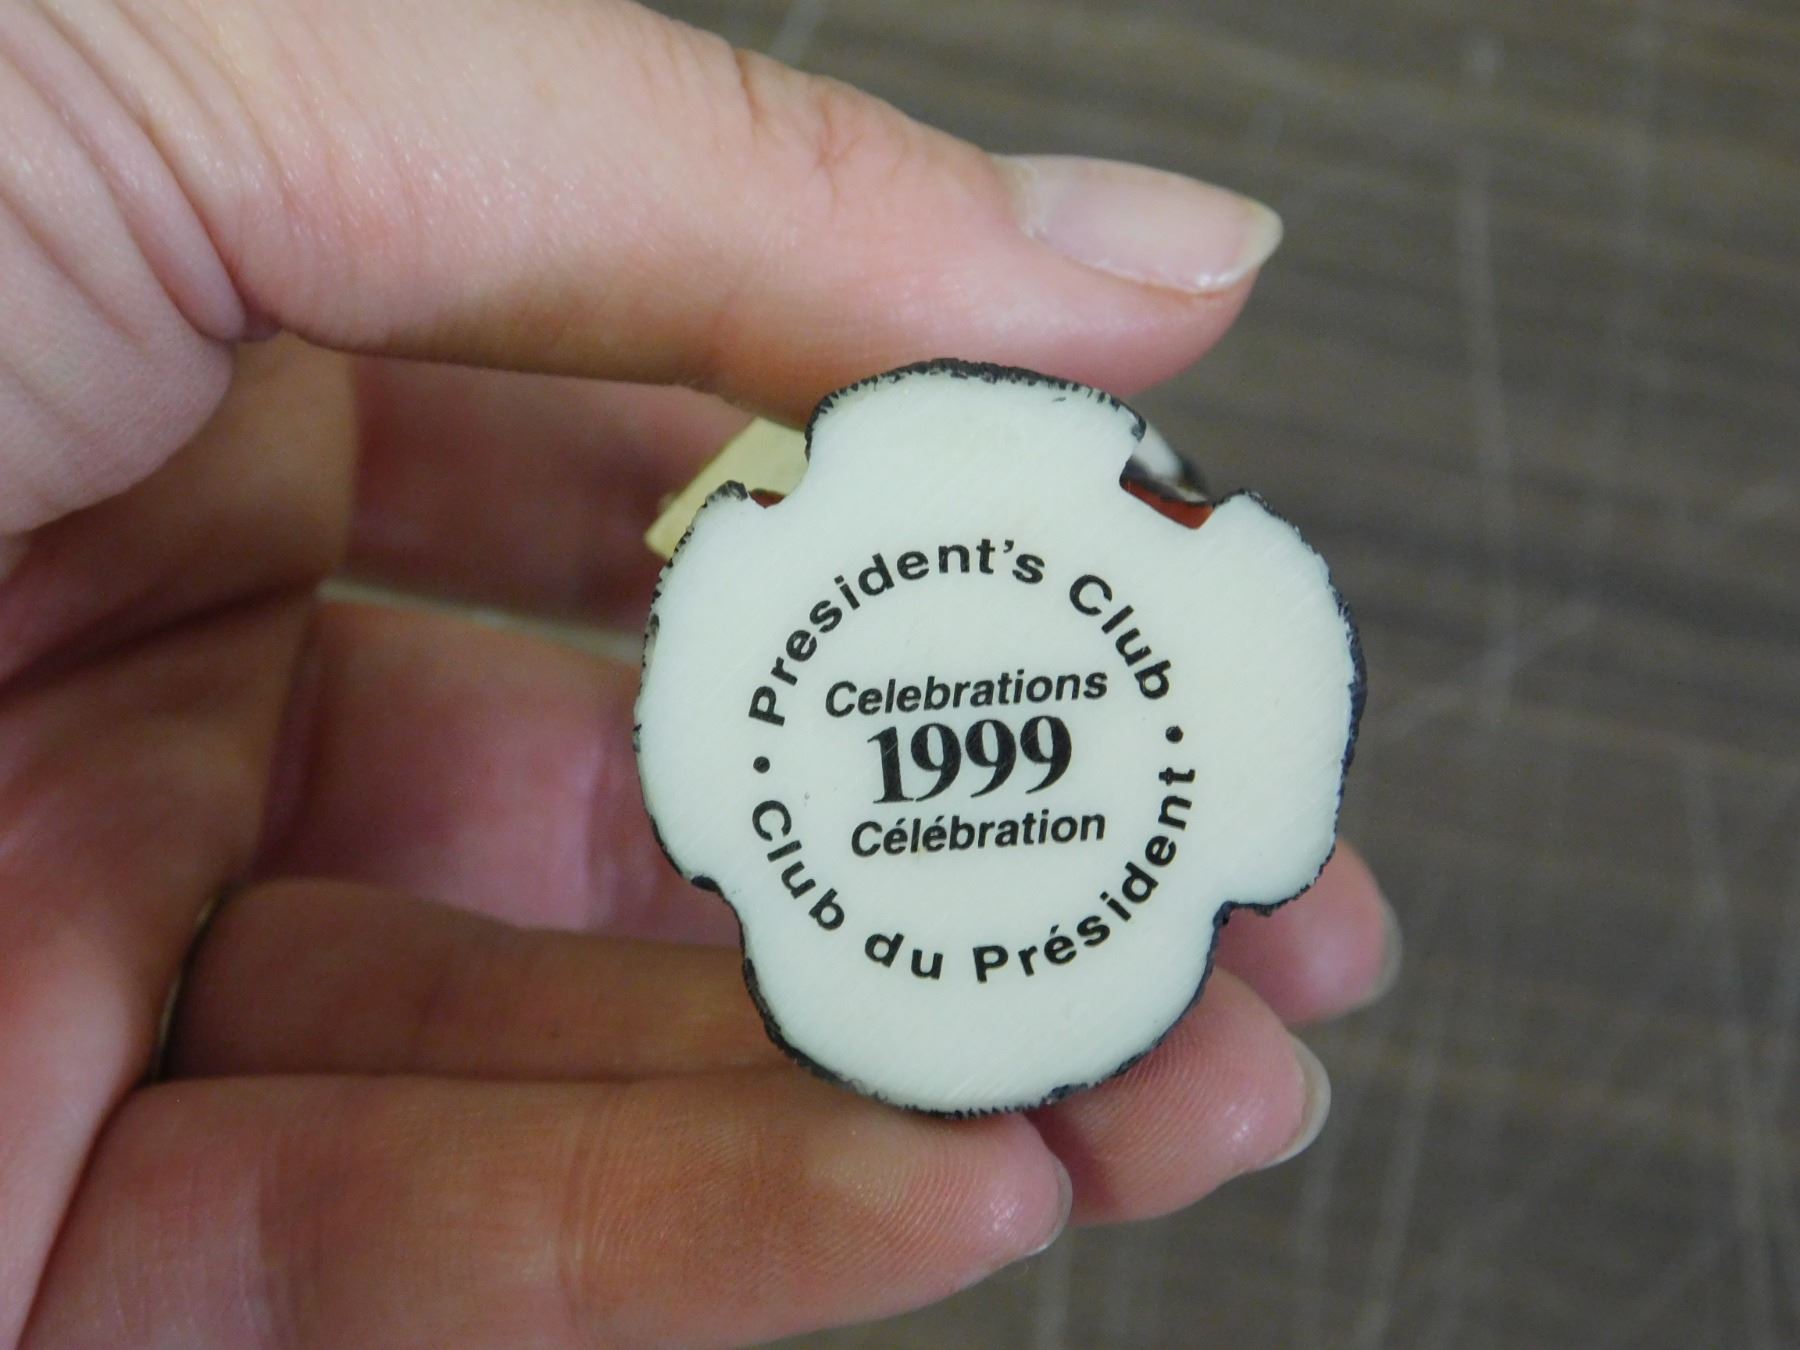 • President's Club •
Celebrations
1999
Célébration
Club du Président